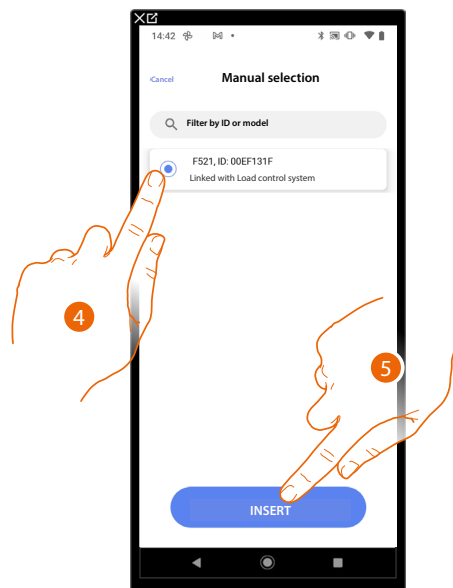 14:42
Cancel
Manual selection
Filter by ID or model
F521, ID: 00EF131F
Linked with Load control system
4
5
INSERT